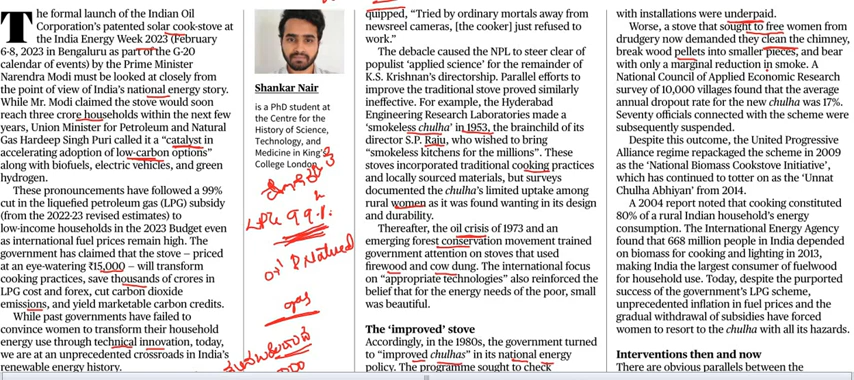 The formal launch of the Indian Oil
Corporation's patented solar cook-stove at
the India Energy Week 2023 (February
6-8, 2023 in Bengaluru as part of the G-20
calendar of events) by the Prime Minister
Narendra Modi must be looked at closely from
the point of view of India's national energy story.
While Mr. Modi claimed the stove would soon
reach three crore households within the next few
years, Union Minister for Petroleum and Natural
Gas Hardeep Singh Puri called it a "catalyst in
accelerating adoption of low-carbon options"
along with biofuels, electric vehicles, and green
hydrogen.
These pronouncements have followed a 99%
cut in the liquefied petroleum gas (LPG) subsidy
(from the 2022-23 revised estimates) to
low-income households in the 2023 Budget even
as international fuel prices remain high. The
government has claimed that the stove – priced
at an eye-watering ₹15,000 – will transform
cooking practices, save thousands of crores in
LPG cost and forex, cut carbon dioxide
emissions, and yield marketable carbon credits.
While past governments have failed to
convince women to transform their household
energy use through technical innovation, today,
we are at an unprecedented crossroads in India's
renewable energy history.
Shankar Nair
is a PhD student at
the Centre for the
History of Science,
Technology, and
Medicine in King's
College London
LPG 99%
Natural
gas
equipped, "Tried by ordinary mortals away from
newsreel cameras, [the cooker] just refused to
work."
The debacle caused the NPL to steer clear of
populist 'applied science' for the remainder of
K.S. Krishnan's directorship. Parallel efforts to
improve the traditional stove proved similarly
ineffective. For example, the Hyderabad
Engineering Research Laboratories made a
'smokeless chulha' in 1953, the brainchild of its
director S.P. Raju, who wished to bring
"smokeless kitchens for the millions". These
stoves incorporated traditional cooking practices
and locally sourced materials, but surveys
documented the chulha's limited uptake among
rural women as it was found wanting in its design
and durability.
Thereafter, the oil crisis of 1973 and an
emerging forest conservation movement trained
government attention on stoves that used
firewood and cow dung. The international focus
on "appropriate technologies" also reinforced the
belief that for the energy needs of the poor, small
was beautiful.
The 'improved' stove
Accordingly, in the 1980s, the government turned
to "improved chulhas" in its national energy
policy. The programme sought to check
with installations were underpaid.
Worse, a stove that sought to free women from
drudgery now demanded they clean the chimney,
break wood pellets into smaller pieces, and bear
with only a marginal reduction in smoke. A
National Council of Applied Economic Research
survey of 10,000 villages found that the average
annual dropout rate for the new chulha was 17%.
Seventy officials connected with the scheme were
subsequently suspended.
Despite this outcome, the United Progressive
Alliance regime repackaged the scheme in 2009
as the 'National Biomass Cookstove Initiative',
which has continued to totter on as the 'Unnat
Chulha Abhiyan' from 2014.
A 2004 report noted that cooking constituted
80% of a rural Indian household's energy
consumption. The International Energy Agency
found that 668 million people in India depended
on biomass for cooking and lighting in 2013,
making India the largest consumer of fuelwood
for household use. Today, despite the purported
success of the government's LPG scheme,
unprecedented inflation in fuel prices and the
gradual withdrawal of subsidies have forced
women to resort to the chulha with all its hazards.
Interventions then and now
There are obvious parallels between the